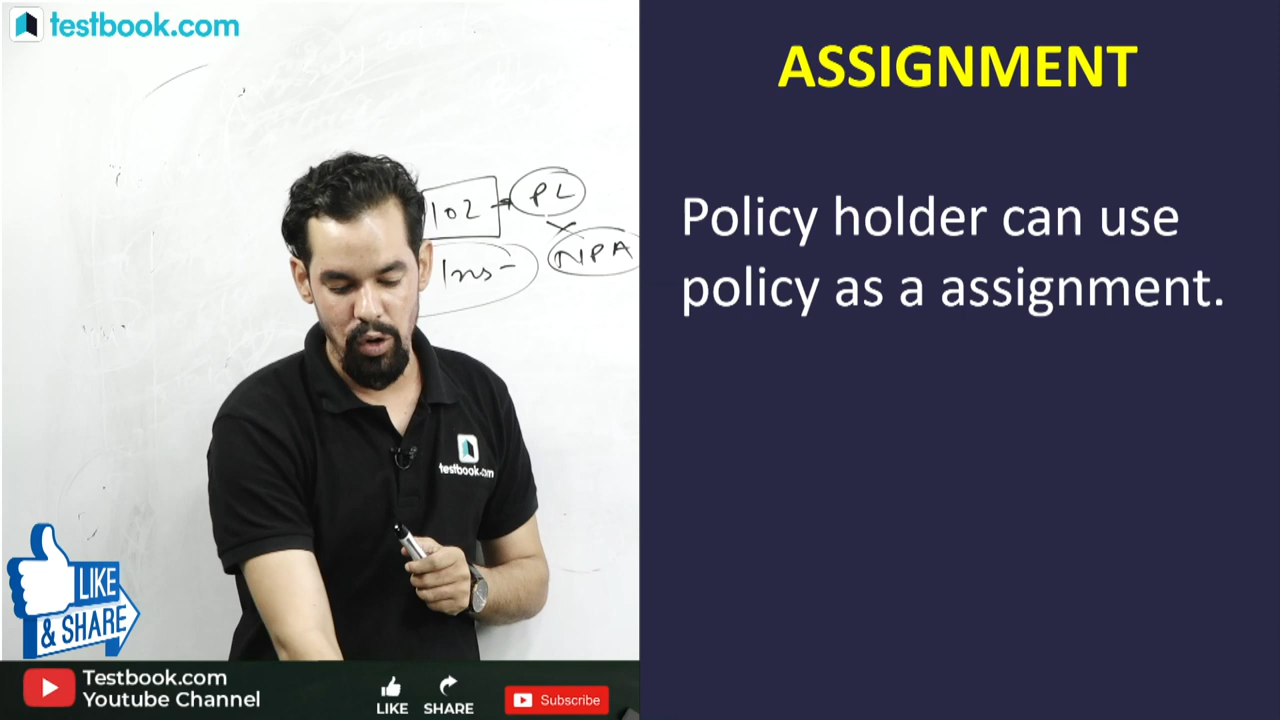 testbook.com
ASSIGNMENT
Policy holder can use
policy as a assignment.
102
PL
NPA
Ins-
testbook.com
LIKE
& SHARE
Testbook.com
Youtube Channel
LIKE
SHARE
Subscribe